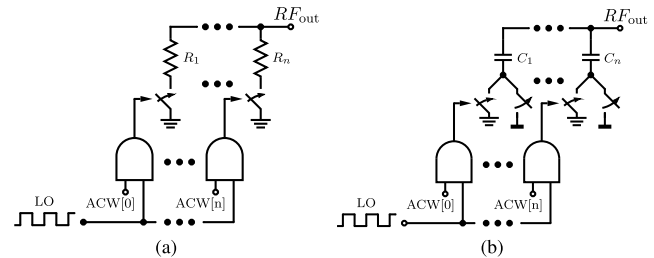 RFout
R1
Rn
LO
ACW[0]
ACW[n]
(a)
RFout
C1
Cn
LO
ACW[0]
ACW[n]
(b)